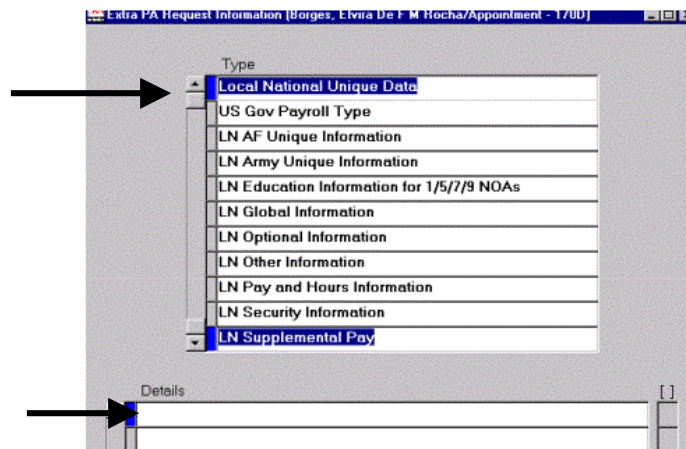 Extra PA Request Information [Borges, Elvira De F M Rocha/Appointment - 170D]
Type
Local National Unique Data
US Gov Payroll Type
LN AF Unique Information
LN Army Unique Information
LN Education Information for 1/5/7/9 NOAs
LN Global Information
LN Optional Information
LN Other Information
LN Pay and Hours Information
LN Security Information
LN Supplemental Pay
Details [ ]